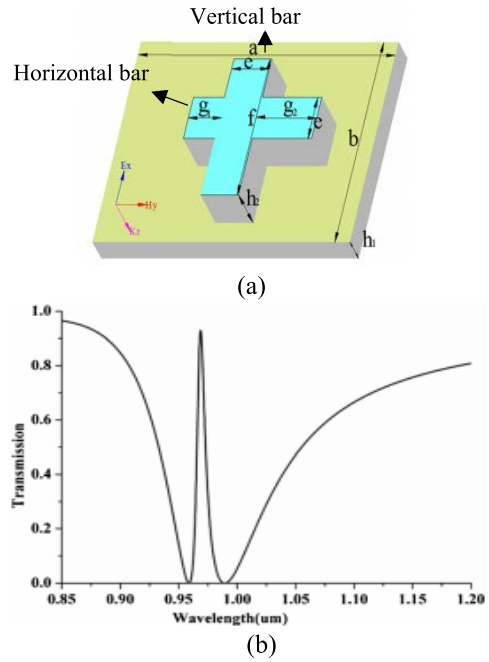 (a)
Vertical bar
a
e
Horizontal bar
g₁
f
g₂
e
b
h₂
h₁
Ex
Hy
Kz
(a)
1.0
0.8
0.6
0.4
0.2
0.0
Transmission
0.85 0.90 0.95 1.00 1.05 1.10 1.15 1.20
Wavelength(um)
(b)